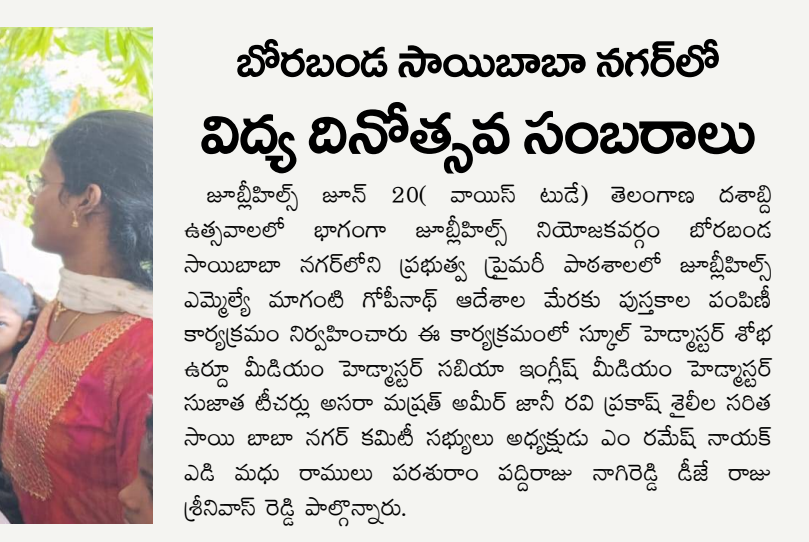 బోరబండ సాయిబాబా నగర్‌లో
విద్య దినోత్సవ సంబరాలు
జూబ్లీహిల్స్ జూన్ 20( వాయిస్ టుడే) తెలంగాణ దశాబ్ది
ఉత్సవాలలో భాగంగా జూబ్లీహిల్స్ నియోజకవర్గం బోరబండ
సాయిబాబా నగర్‌లోని ప్రభుత్వ ప్రైమరీ పాఠశాలలో జూబ్లీహిల్స్
ఎమ్మెల్యే మాగంటి గోపీనాథ్ ఆదేశాల మేరకు పుస్తకాల పంపిణీ
కార్యక్రమం నిర్వహించారు ఈ కార్యక్రమంలో స్కూల్ హెడ్మాస్టర్ శోభ
ఉర్దూ మీడియం హెడ్మాస్టర్ సబియా ఇంగ్లీష్ మీడియం హెడ్మాస్టర్
సుజాత టీచర్లు అసరా మష్రత్ అమీర్ జానీ రవి ప్రకాష్ శైలీల సరిత
సాయి బాబా నగర్ కమిటీ సభ్యులు అధ్యక్షుడు ఎం రమేష్ నాయక్
ఎడి మధు రాములు పరశురాం పద్దిరాజు నాగిరెడ్డి డీజే రాజు
శ్రీనివాస్ రెడ్డి పాల్గొన్నారు.